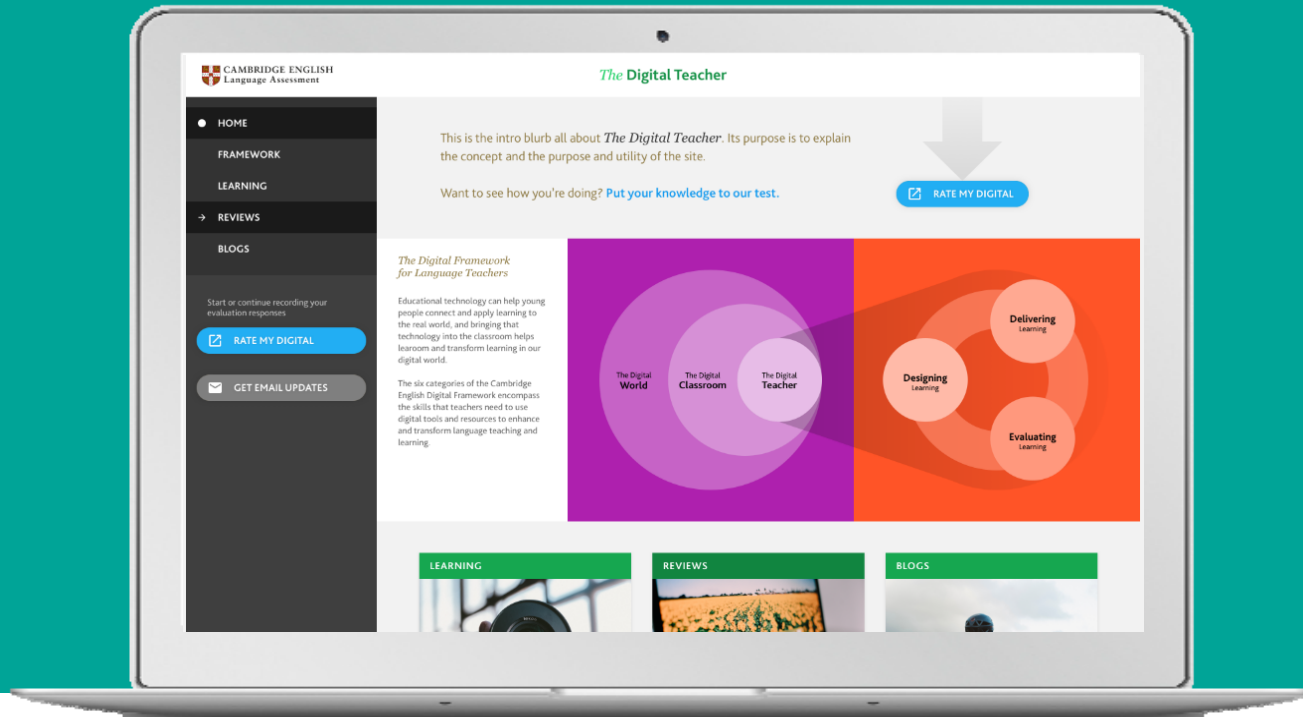 CAMBRIDGE ENGLISH
Language Assessment
The Digital Teacher
HOME
FRAMEWORK
LEARNING
REVIEWS
BLOGS
Start or continue recording your
evaluation responses
RATE MY DIGITAL
GET EMAIL UPDATES
This is the intro blurb all about The Digital Teacher. Its purpose is to explain
the concept and the purpose and utility of the site.
Want to see how you're doing? Put your knowledge to our test.
RATE MY DIGITAL
The Digital Framework
for Language Teachers
Educational technology can help young
people connect and apply learning to
the real world, and bringing that
technology into the classroom helps
learoom and transform learning in our
digital world.
The six categories of the Cambridge
English Digital Framework encompass
the skills that teachers need to use
digital tools and resources to enhance
and transform language teaching and
learning.
The Digital
World
The Digital
Classroom
The Digital
Teacher
Designing
Learning
Delivering
Learning
Evaluating
Learning
LEARNING
REVIEWS
BLOGS